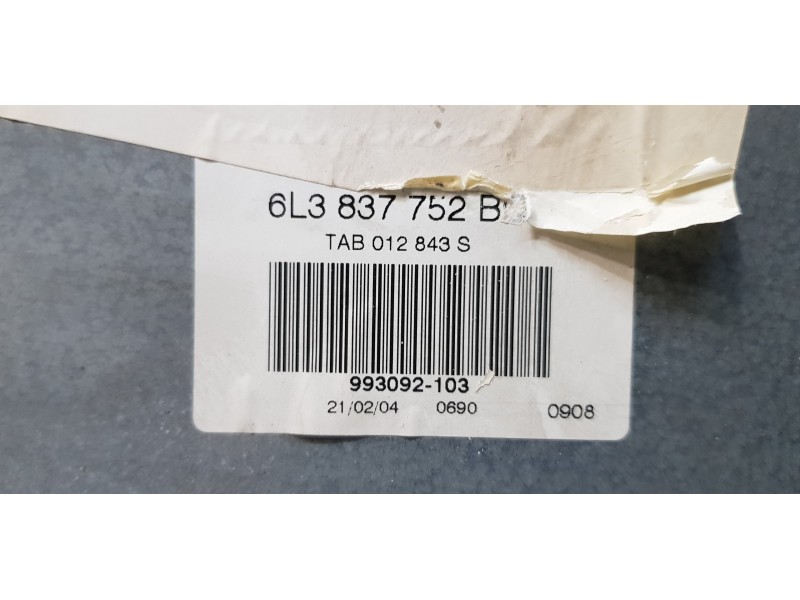 6L3 837 752 B
TAB 012 843 S
993092-103
21/02/04 0690 0908